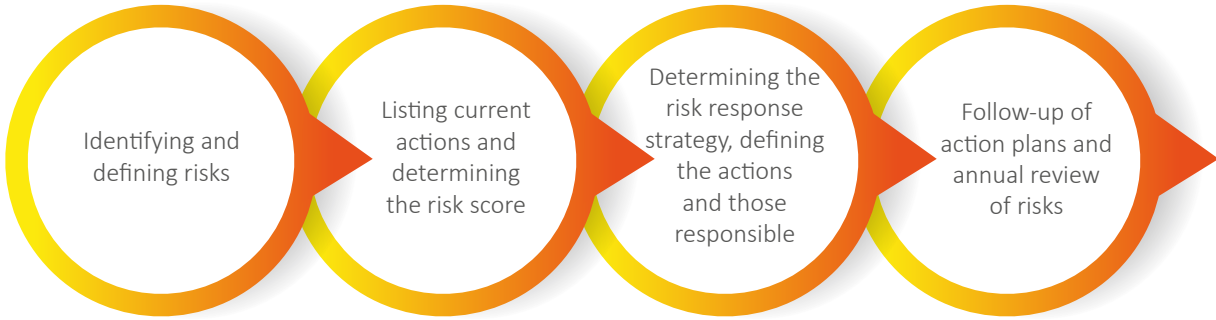 Identifying and
defining risks
Listing current
actions and
determining
the risk score
Determining the
risk response
strategy, defining
the actions
and those
responsible
Follow-up of
action plans and
annual review
of risks